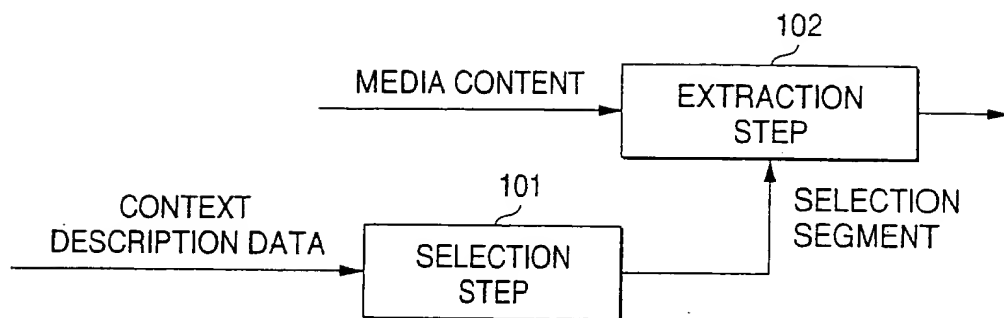 102
MEDIA CONTENT
EXTRACTION
STEP
101
CONTEXT
DESCRIPTION DATA
SELECTION
STEP
SELECTION
SEGMENT